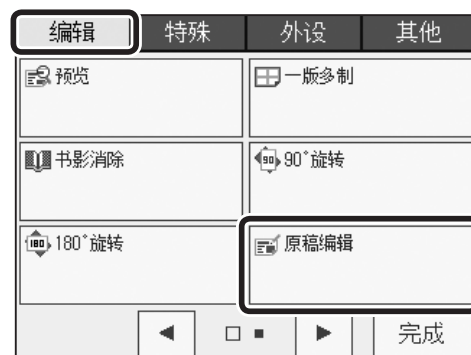 编辑 特殊 外设 其他
预览 一版多制
书影消除 90°旋转
180°旋转 原稿编辑
完成